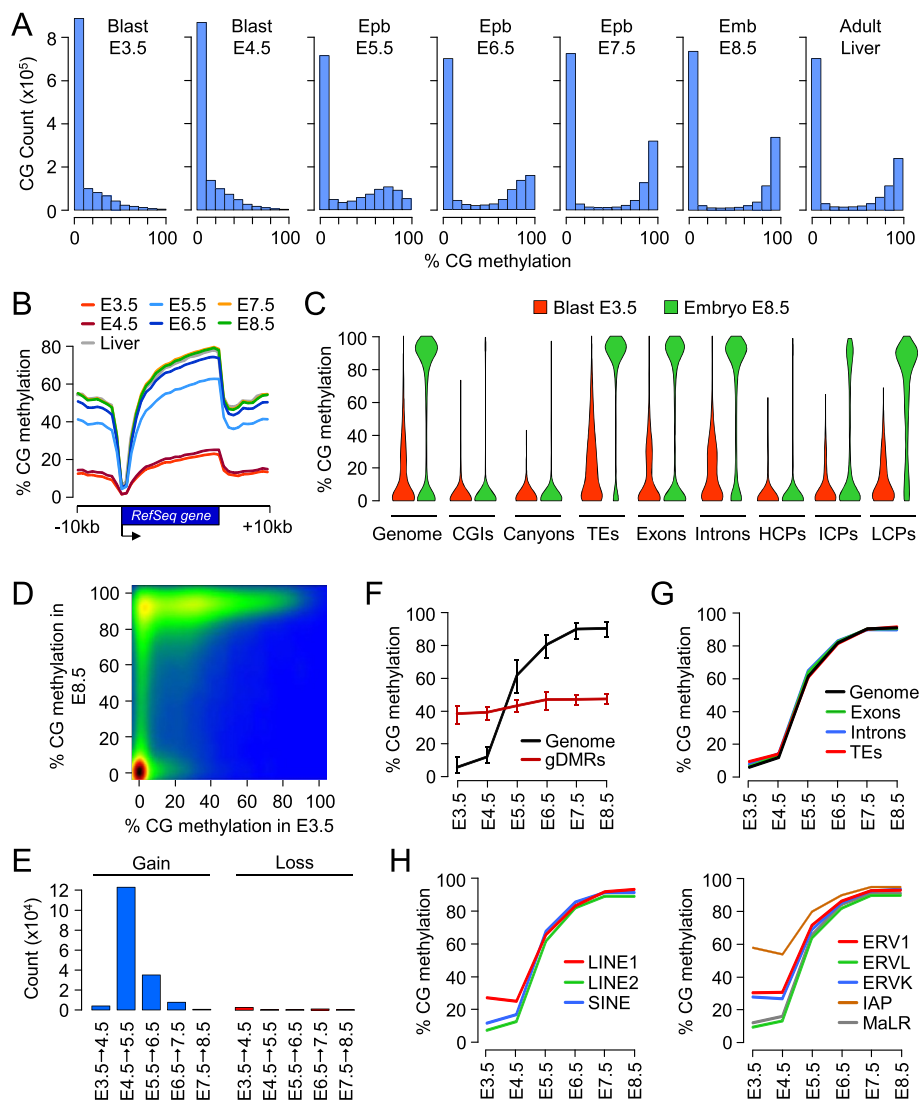 A
Blast E3.5
Blast E4.5
Epb E5.5
Epb E6.5
Epb E7.5
Emb E8.5
Adult Liver
CG Count (x10⁵)
8
6
4
2
0
0 100 0 100 0 100 0 100 0 100 0 100 0 100
% CG methylation
B
E3.5 E5.5 E7.5
E4.5 E6.5 E8.5
Liver
% CG methylation
80
60
40
20
0
RefSeq gene
-10kb +10kb
C
Blast E3.5 Embryo E8.5
% CG methylation
100
80
60
40
20
0
Genome CGIs Canyons TEs Exons Introns HCPs ICPs LCPs
D
% CG methylation in E8.5
100
80
60
40
20
0
0 20 40 60 80 100
% CG methylation in E3.5
F
% CG methylation
100
80
60
40
20
0
Genome
gDMRs
E3.5 E4.5 E5.5 E6.5 E7.5 E8.5
G
% CG methylation
100
80
60
40
20
0
Genome
Exons
Introns
TEs
E3.5 E4.5 E5.5 E6.5 E7.5 E8.5
E
Gain Loss
Count (x10⁴)
12
10
8
6
4
2
0
E3.5→4.5 E4.5→5.5 E5.5→6.5 E6.5→7.5 E7.5→8.5
E3.5→4.5 E4.5→5.5 E5.5→6.5 E6.5→7.5 E7.5→8.5
H
% CG methylation
100
80
60
40
20
0
LINE1
LINE2
SINE
E3.5 E4.5 E5.5 E6.5 E7.5 E8.5
% CG methylation
100
80
60
40
20
0
ERV1
ERVL
ERVK
IAP
MaLR
E3.5 E4.5 E5.5 E6.5 E7.5 E8.5